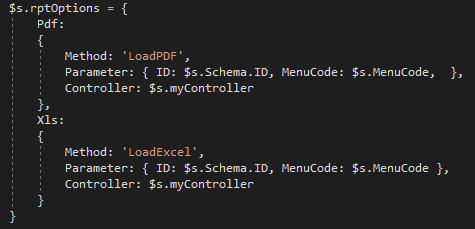 $s.rptOptions = {
    Pdf:
    {
        Method: 'LoadPDF',
        Parameter: { ID: $s.Schema.ID, MenuCode: $s.MenuCode,  },
        Controller: $s.myController
    },
    Xls:
    {
        Method: 'LoadExcel',
        Parameter: { ID: $s.Schema.ID, MenuCode: $s.MenuCode },
        Controller: $s.myController
    }
}